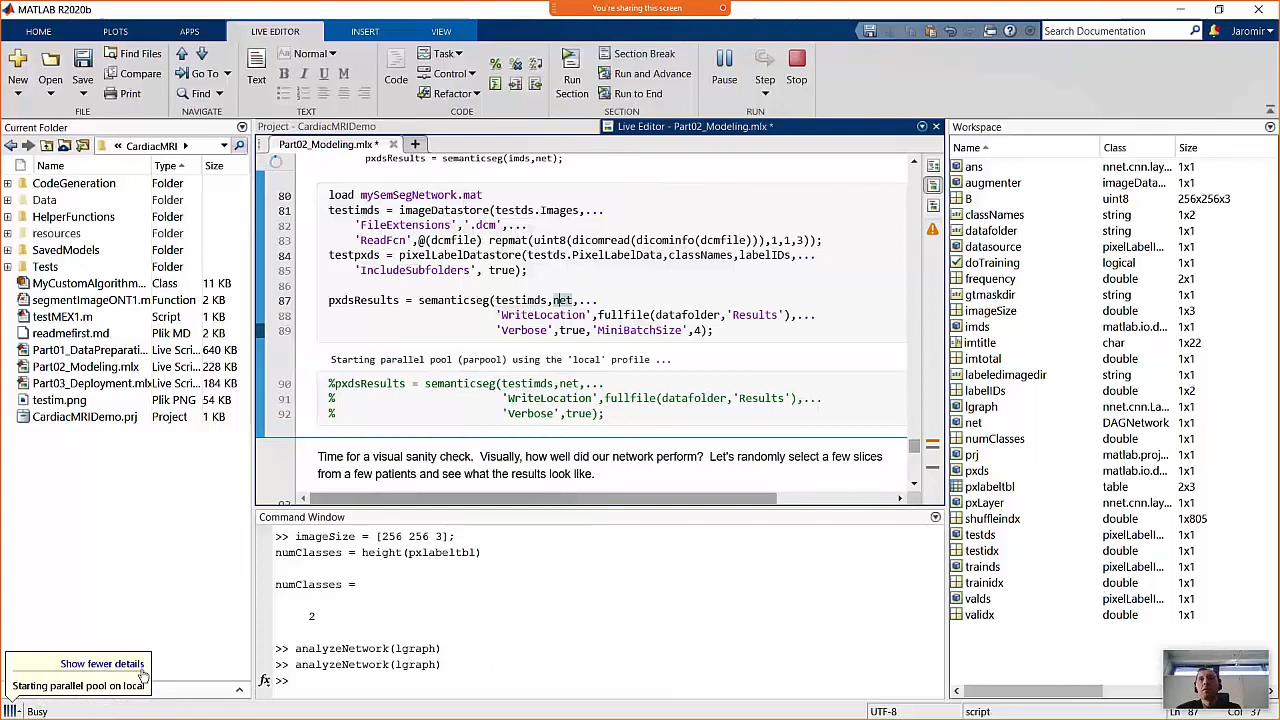 MATLAB R2020b
You're sharing this screen
HOME PLOTS APPS LIVE EDITOR INSERT VIEW
Search Documentation Jaromir
New Open Save Find Files Compare Print Go To Find Text Normal B I U M Code Task Control Refactor Run Section Section Break Run and Advance Run to End Pause Step Stop
FILE NAVIGATE TEXT CODE SECTION RUN
Current Folder
CardiacMRI
Name Type Size
CodeGeneration Folder
Data Folder
HelperFunctions Folder
resources Folder
SavedModels Folder
Tests Folder
MyCustomAlgorithm... Class 11 KB
segmentImageONT1.m Function 2 KB
testMEX1.m Script 1 KB
readmefirst.md Plik MD 2 KB
Part01_DataPreparati... Live Scri... 640 KB
Part02_Modeling.mlx Live Scri... 228 KB
Part03_Deployment.mlx Live Scri... 184 KB
testim.png Plik PNG 54 KB
CardiacMRIDemo.prj Project 1 KB
Show fewer details
Starting parallel pool on local
Busy
Project - CardiacMRIDemo
Live Editor - Part02_Modeling.mlx *
Part02_Modeling.mlx *
pxdsResults = semanticseg(imds,net);
80 load mySemSegNetwork.mat
81 testimds = imageDatastore(testds.Images,...
82 'FileExtensions','.dcm',...
83 'ReadFcn',@(dcmfile) repmat(uint8(dicomread(dicominfo(dcmfile))),1,1,3));
84 testpxds = pixelLabelDatastore(testds.PixelLabelData,classNames,labelIDs,...
85 'IncludeSubfolders', true);
86
87 pxdsResults = semanticseg(testimds,net,...
88 'WriteLocation',fullfile(datafolder,'Results'),...
89 'Verbose',true,'MiniBatchSize',4);
Starting parallel pool (parpool) using the 'local' profile ...
90 %pxdsResults = semanticseg(testimds,net,...
91 % 'WriteLocation',fullfile(datafolder,'Results'),...
92 % 'Verbose',true);
Time for a visual sanity check. Visually, how well did our network perform? Let's randomly select a few slices
from a few patients and see what the results look like.
Command Window
>> imageSize = [256 256 3];
numClasses = height(pxlabeltbl)
numClasses =
2
>> analyzeNetwork(lgraph)
>> analyzeNetwork(lgraph)
fx >>
Workspace
Name Class Size
ans nnet.cnn.lay... 1x1
augmenter imageData... 1x1
B uint8 256x256x3
classNames string 1x2
datafolder string 1x1
datasource pixelLabelI... 1x1
doTraining logical 1x1
frequency double 2x1
gtmaskdir string 1x1
imageSize double 1x3
imds matlab.io.d... 1x1
imtitle char 1x22
imtotal double 1x1
labeledimagedir string 1x1
labelIDs double 1x2
lgraph nnet.cnn.La... 1x1
net DAGNetwork 1x1
numClasses double 1x1
prj matlab.proj... 1x1
pxds matlab.io.d... 1x1
pxlabeltbl table 2x3
pxLayer nnet.cnn.lay... 1x1
shuffleindx double 1x805
testds pixelLabelI... 1x1
testidx double 1x1
trainds pixelLabelI... 1x1
trainidx double 1x1
valds pixelLabelI... 1x1
validx double 1x1
UTF-8 script Ln 87 Col 37